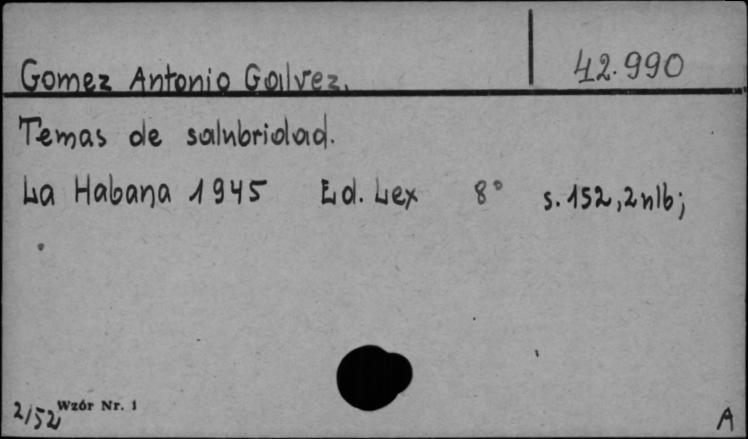 Gomez Antonio Galvez. 42.990
Temas de salubridad.
La Habana 1945 Ed. Lex 8° s. 152, 2 nlb;
2/52 Wzór Nr. 1 A